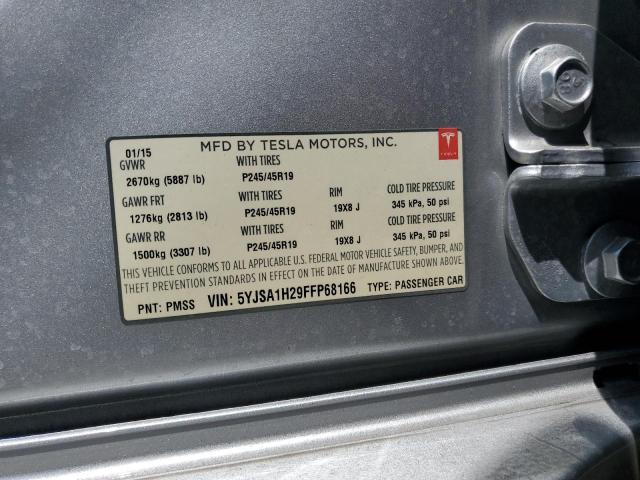 01/15 MFD BY TESLA MOTORS, INC.
GVWR WITH TIRES
2670kg (5887 lb) P245/45R19
GAWR FRT WITH TIRES RIM COLD TIRE PRESSURE
1276kg (2813 lb) P245/45R19 19X8 J 345 kPa, 50 psi
GAWR RR WITH TIRES RIM COLD TIRE PRESSURE
1500kg (3307 lb) P245/45R19 19X8 J 345 kPa, 50 psi
THIS VEHICLE CONFORMS TO ALL APPLICABLE U.S. FEDERAL MOTOR VEHICLE SAFETY, BUMPER, AND
THEFT PREVENTION STANDARDS IN EFFECT ON THE DATE OF MANUFACTURE SHOWN ABOVE.
PNT: PMSS VIN: 5YJSA1H29FFP68166 TYPE: PASSENGER CAR
TESLA